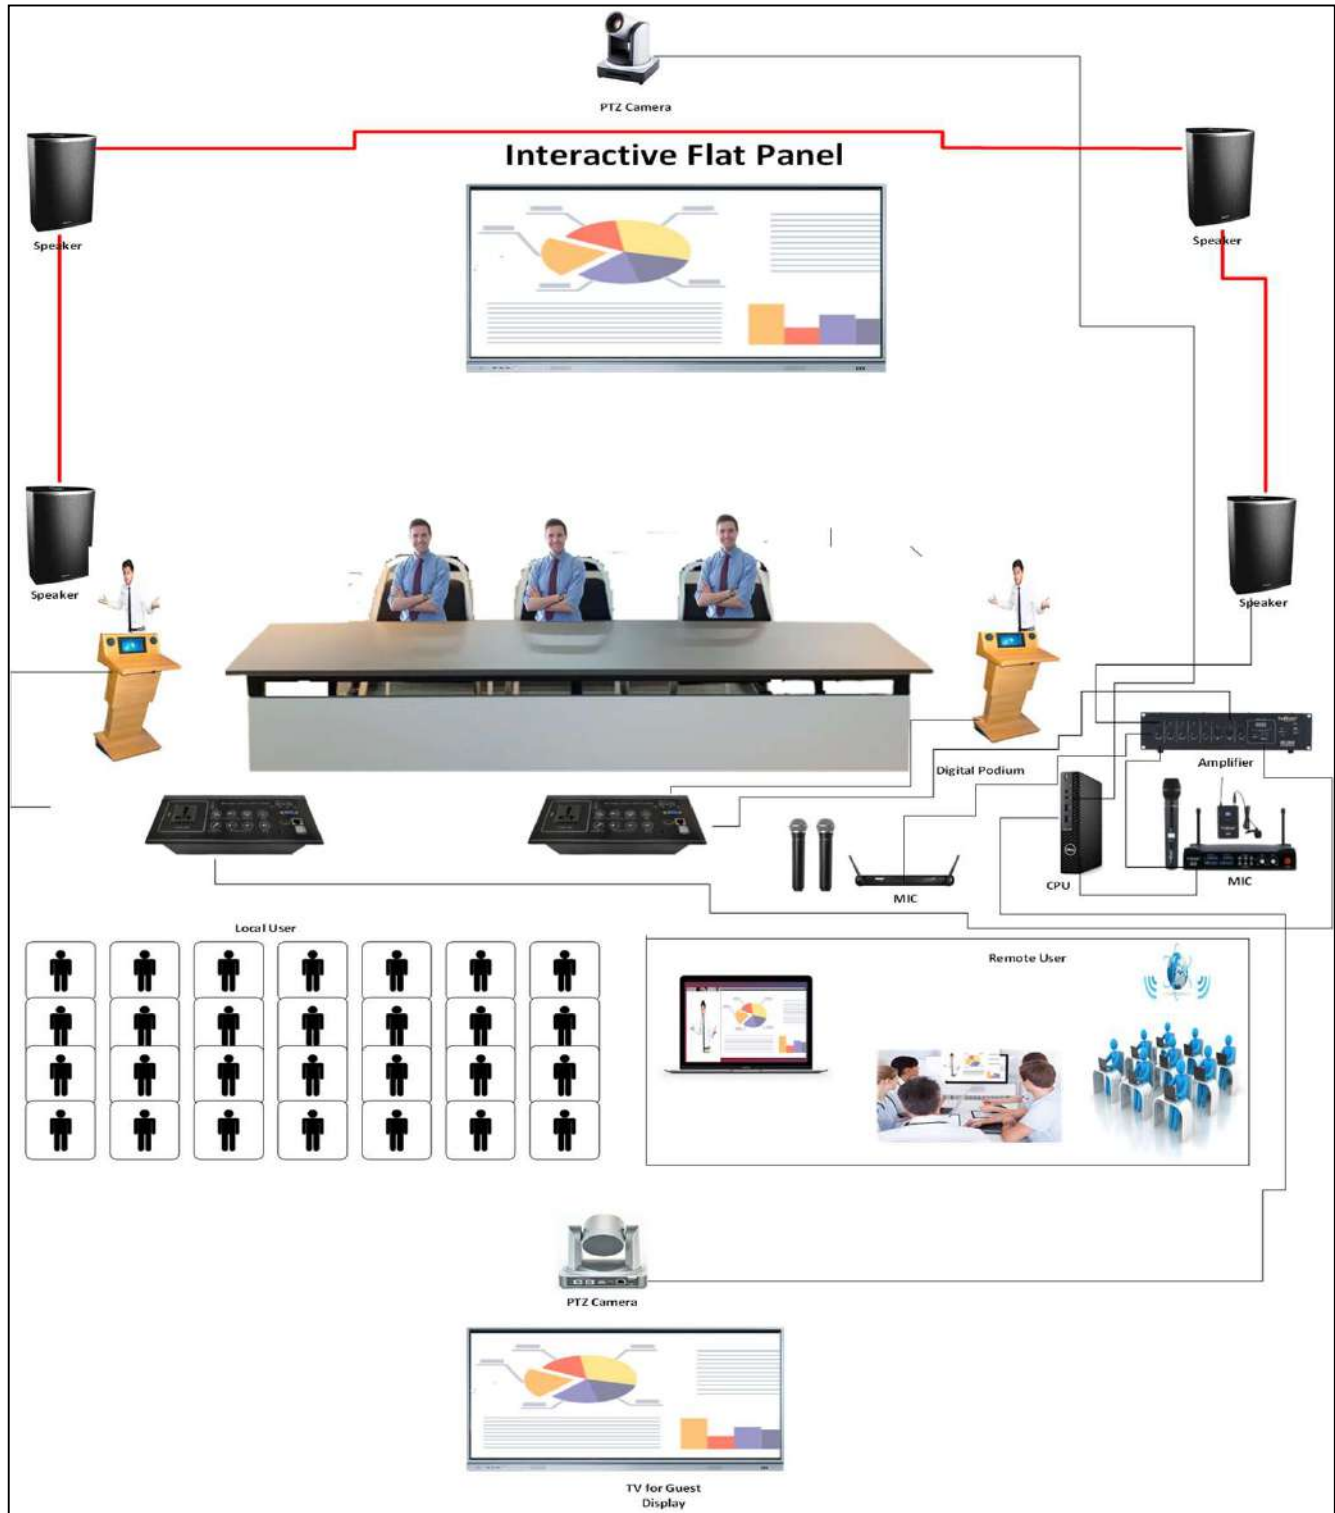 PTZ Camera
Interactive Flat Panel
Speaker
Speaker
Speaker
Speaker
Digital Podium
Amplifier
MIC
CPU
MIC
Local User
Remote User
PTZ Camera
TV for Guest
Display